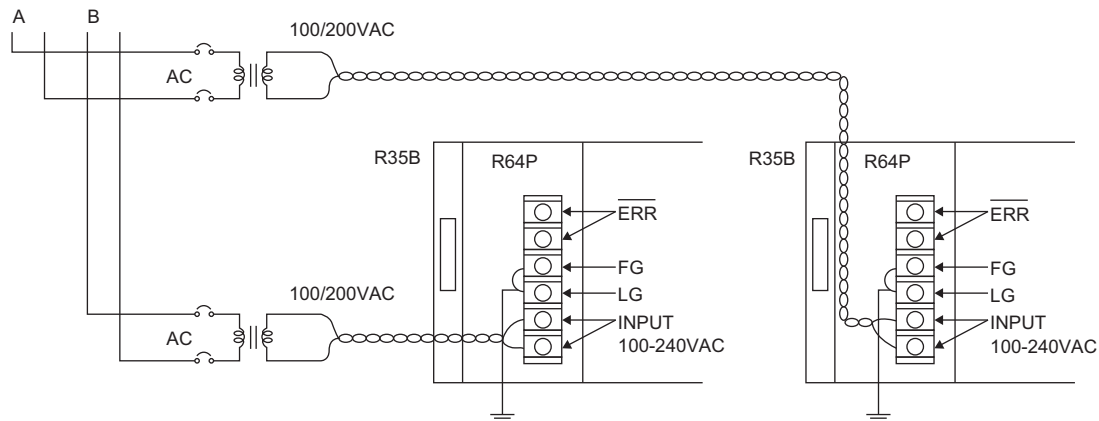 A B
100/200VAC
AC
R35B R64P
ERR
FG
LG
INPUT
100-240VAC
R35B R64P
ERR
FG
LG
INPUT
100-240VAC
100/200VAC
AC